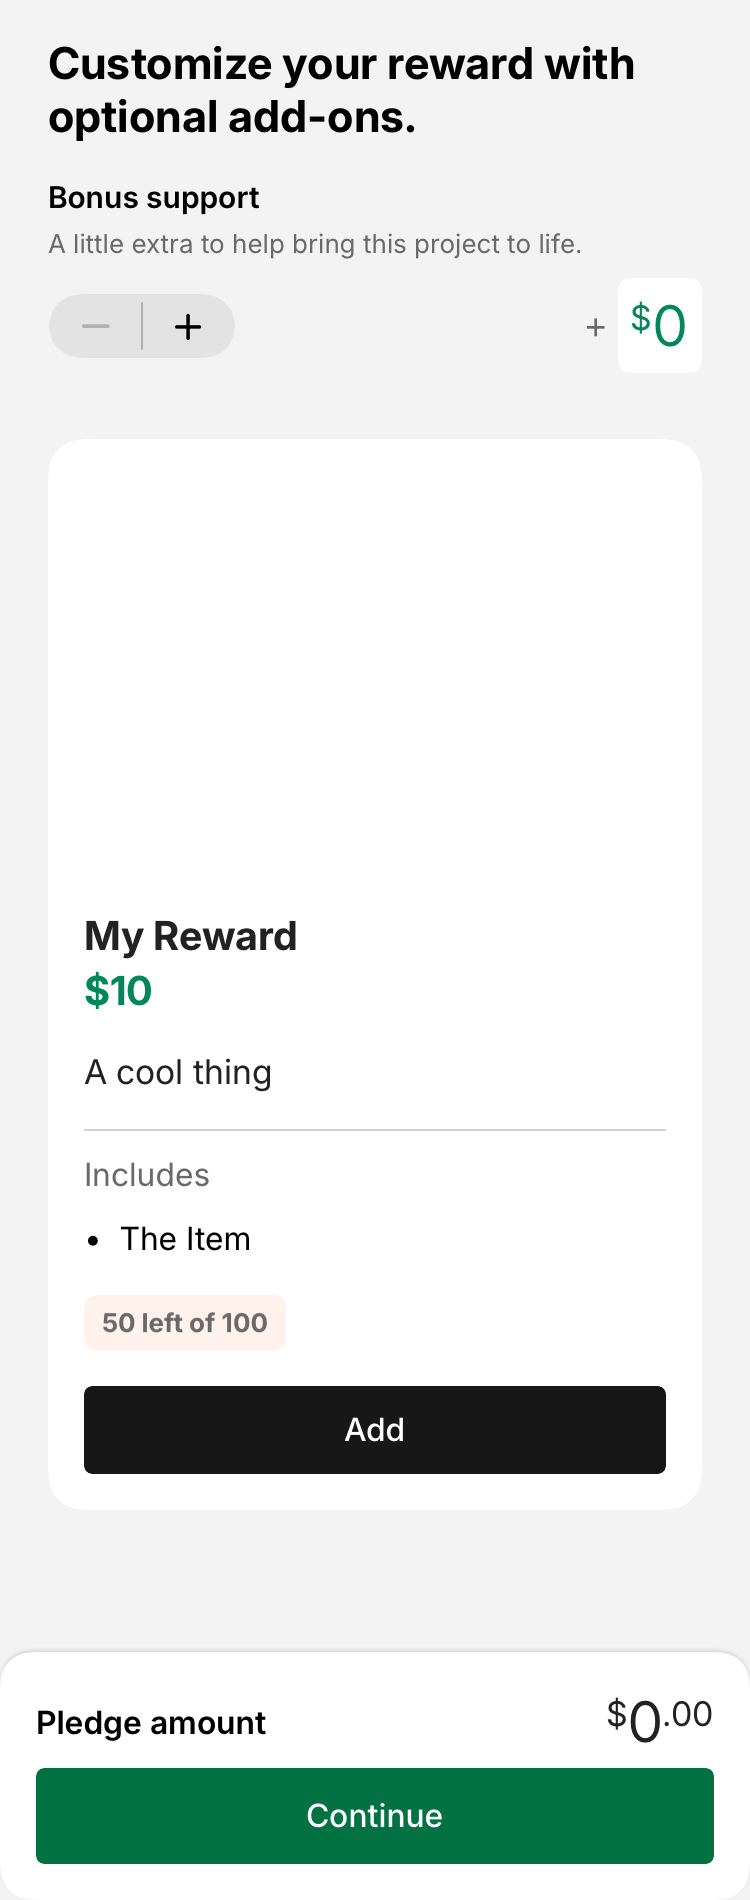 Customize your reward with
optional add-ons.
Bonus support
A little extra to help bring this project to life.
− + + $0
My Reward
$10
A cool thing
Includes
• The Item
50 left of 100
Add
Pledge amount $0.00
Continue